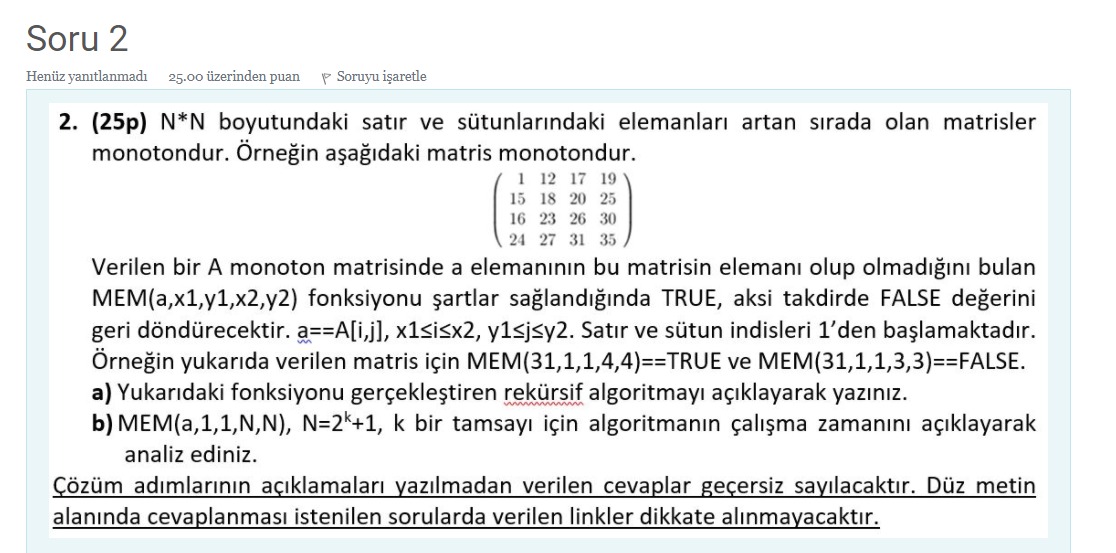 Soru 2
Henüz yanıtlanmadı 25.00 üzerinden puan Soruyu işaretle
2. (25p) N*N boyutundaki satır ve sütunlarındaki elemanları artan sırada olan matrisler
monotondur. Örneğin aşağıdaki matris monotondur.
1 12 17 19
15 18 20 25
16 23 26 30
24 27 31 35
Verilen bir A monoton matrisinde a elemanının bu matrisin elemanı olup olmadığını bulan
MEM(a,x1,y1,x2,y2) fonksiyonu şartlar sağlandığında TRUE, aksi takdirde FALSE değerini
geri döndürecektir. a==A[i,j], x1≤i≤x2, y1≤j≤y2. Satır ve sütun indisleri 1’den başlamaktadır.
Örneğin yukarıda verilen matris için MEM(31,1,1,4,4)==TRUE ve MEM(31,1,1,3,3)==FALSE.
a) Yukarıdaki fonksiyonu gerçekleştiren rekürsif algoritmayı açıklayarak yazınız.
b) MEM(a,1,1,N,N), N=2ᵏ+1, k bir tamsayı için algoritmanın çalışma zamanını açıklayarak
analiz ediniz.
Çözüm adımlarının açıklamaları yazılmadan verilen cevaplar geçersiz sayılacaktır. Düz metin
alanında cevaplanması istenilen sorularda verilen linkler dikkate alınmayacaktır.